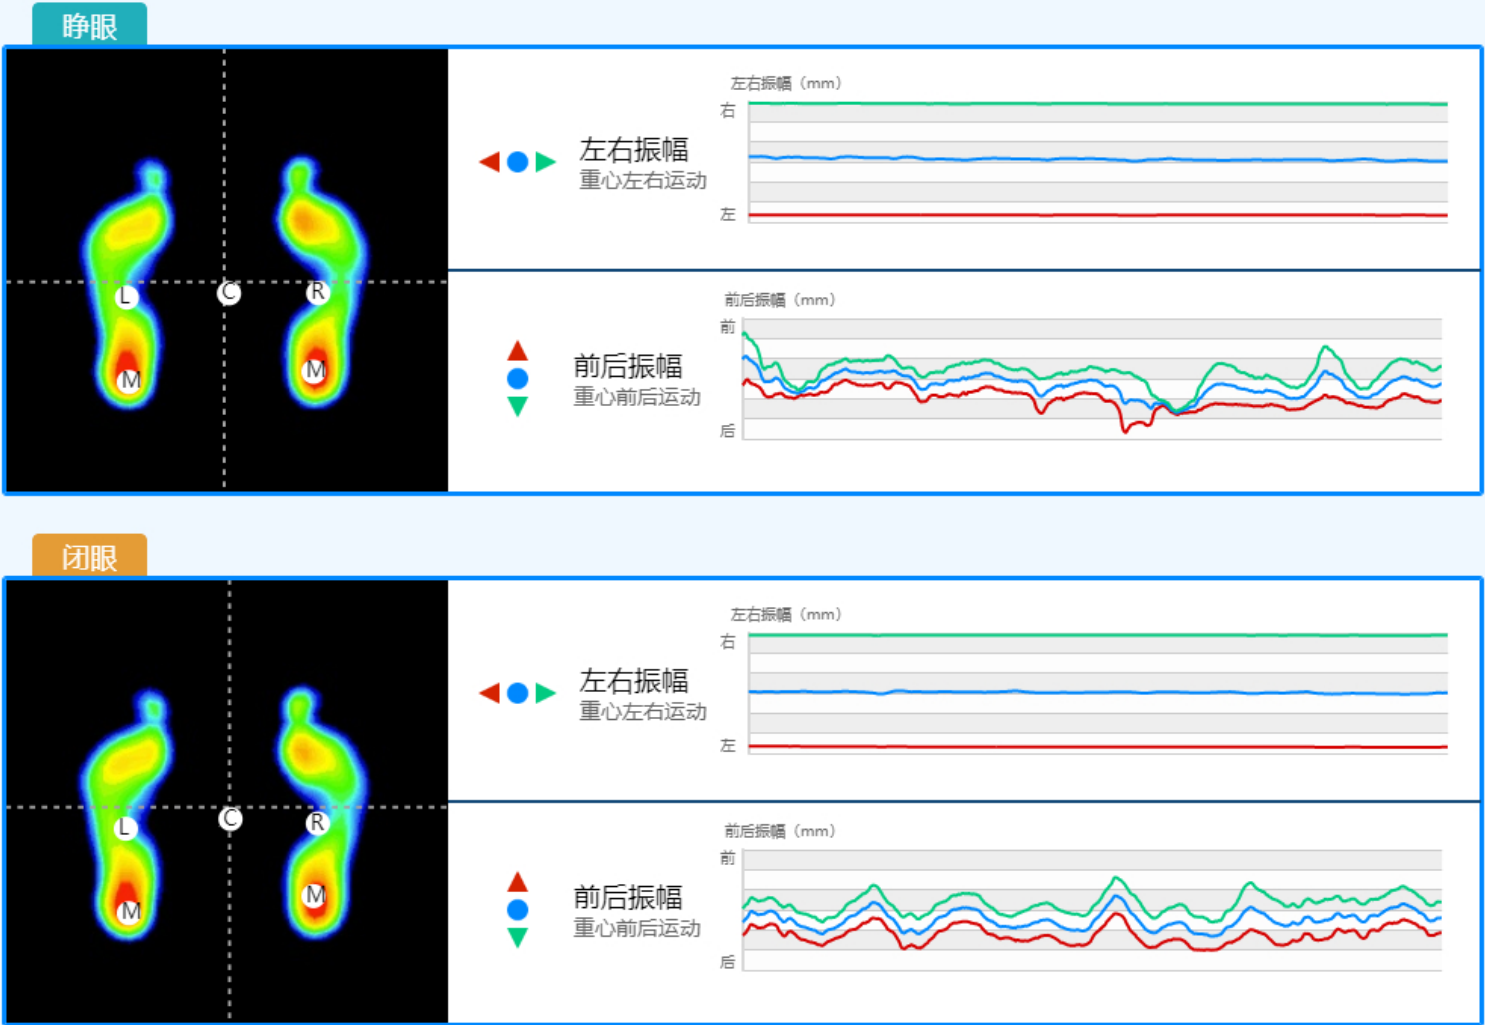 睁眼
左右振幅（mm）
右
左右振幅
重心左右运动
左
L
C
R
M
M
前后振幅（mm）
前
前后振幅
重心前后运动
后
闭眼
左右振幅（mm）
右
左右振幅
重心左右运动
左
L
C
R
M
M
前后振幅（mm）
前
前后振幅
重心前后运动
后